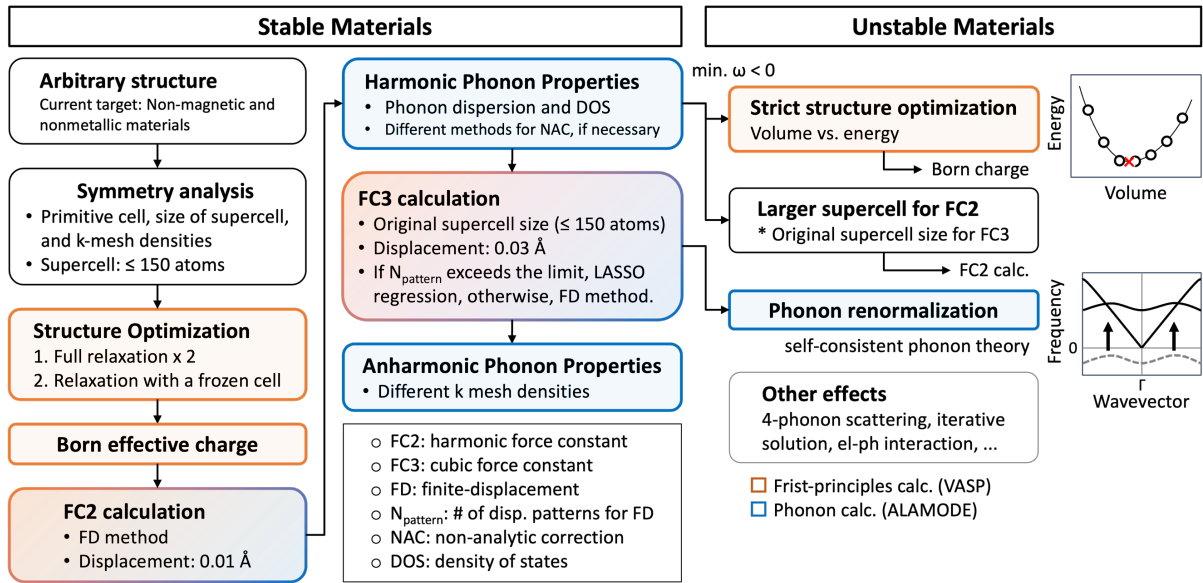 Stable Materials
Arbitrary structure
Current target: Non-magnetic and
nonmetallic materials
Symmetry analysis
• Primitive cell, size of supercell,
and k-mesh densities
• Supercell: ≤ 150 atoms
Structure Optimization
1. Full relaxation x 2
2. Relaxation with a frozen cell
Born effective charge
FC2 calculation
• FD method
• Displacement: 0.01 Å
Harmonic Phonon Properties
• Phonon dispersion and DOS
• Different methods for NAC, if necessary
FC3 calculation
• Original supercell size (≤ 150 atoms)
• Displacement: 0.03 Å
• If Npattern exceeds the limit, LASSO
regression, otherwise, FD method.
Anharmonic Phonon Properties
• Different k mesh densities
o FC2: harmonic force constant
o FC3: cubic force constant
o FD: finite-displacement
o Npattern: # of disp. patterns for FD
o NAC: non-analytic correction
o DOS: density of states
Unstable Materials
min. ω < 0
Strict structure optimization
Volume vs. energy
Born charge
Larger supercell for FC2
* Original supercell size for FC3
FC2 calc.
Phonon renormalization
self-consistent phonon theory
Other effects
4-phonon scattering, iterative
solution, el-ph interaction, ...
Frist-principles calc. (VASP)
Phonon calc. (ALAMODE)
Energy
Volume
Frequency
0
Γ
Wavevector